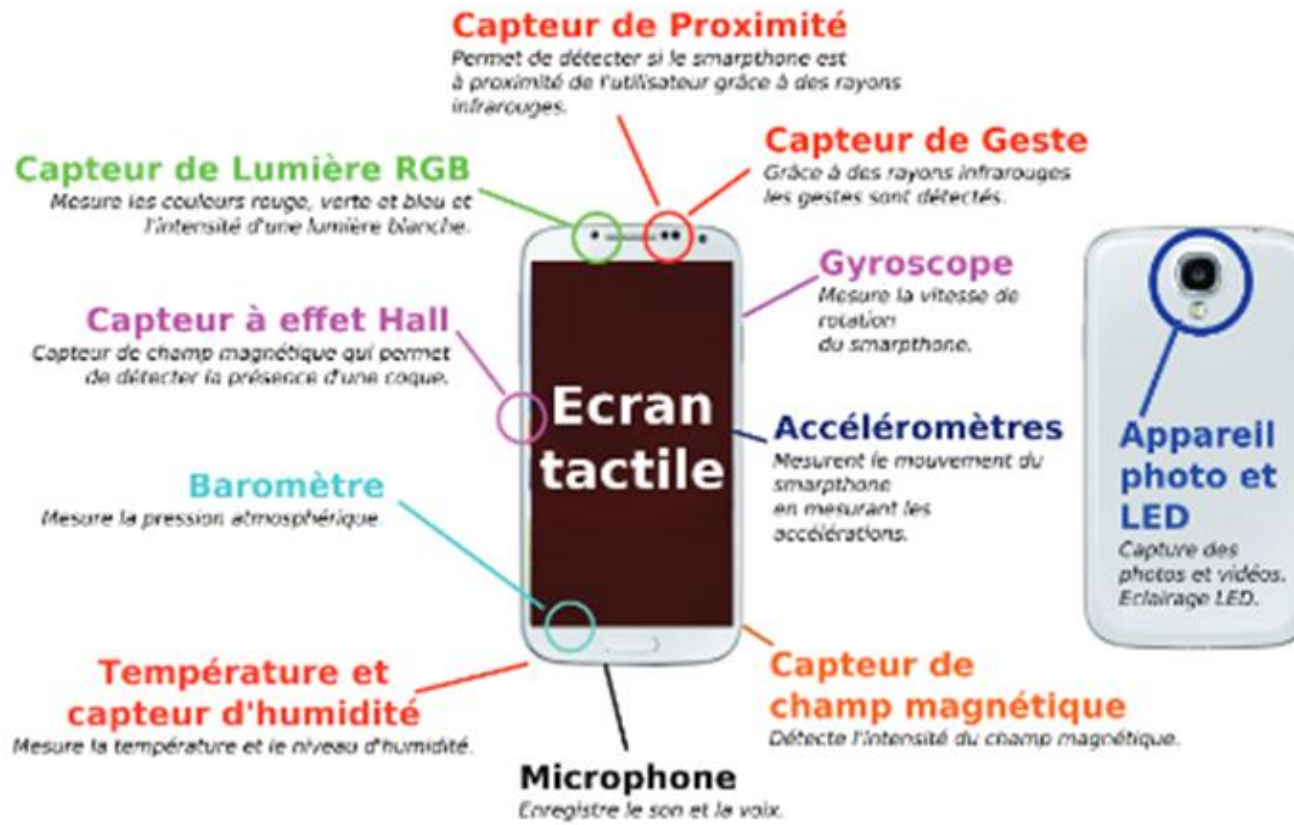 Capteur de Proximité
Permet de détecter si le smarpthone est
à proximité de l'utilisateur grâce à des rayons
infrarouges.
Capteur de Geste
Grâce à des rayons infrarouges
les gestes sont détectés.
Capteur de Lumière RGB
Mesure les couleurs rouge, verte et bleu et
l'intensité d'une lumière blanche.
Gyroscope
Mesure la vitesse de
rotation
du smarpthone.
Capteur à effet Hall
Capteur de champ magnétique qui permet
de détecter la présence d'une coque.
Ecran
tactile
Accéléromètres
Mesurent le mouvement du
smarpthone
en mesurant les
accélérations.
Appareil
photo et
LED
Capture des
photos et vidéos.
Eclairage LED.
Baromètre
Mesure la pression atmosphérique.
Température et
capteur d'humidité
Mesure la température et le niveau d'humidité.
Capteur de
champ magnétique
Détecte l'intensité du champ magnétique.
Microphone
Enregistre le son et la voix.